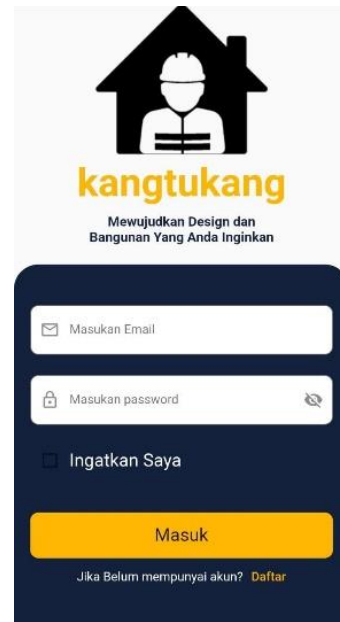 kangtukang
Mewujudkan Design dan
Bangunan Yang Anda Inginkan
Masukan Email
Masukan password
Ingatkan Saya
Masuk
Jika Belum mempunyai akun? Daftar